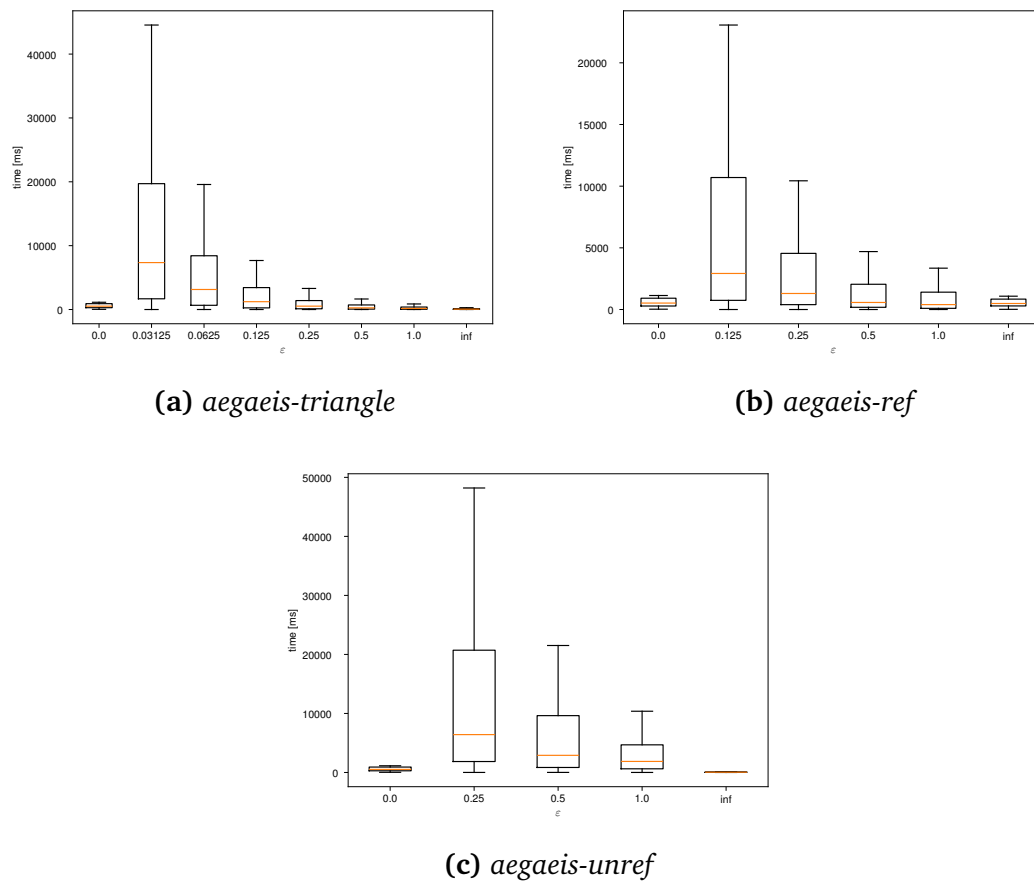 40000
30000
20000
10000
0
time [ms]
0.0 0.03125 0.0625 0.125 0.25 0.5 1.0 inf
ε
(a) aegaeis-triangle
20000
15000
10000
5000
0
time [ms]
0.0 0.125 0.25 0.5 1.0 inf
ε
(b) aegaeis-ref
50000
40000
30000
20000
10000
0
time [ms]
0.0 0.25 0.5 1.0 inf
ε
(c) aegaeis-unref